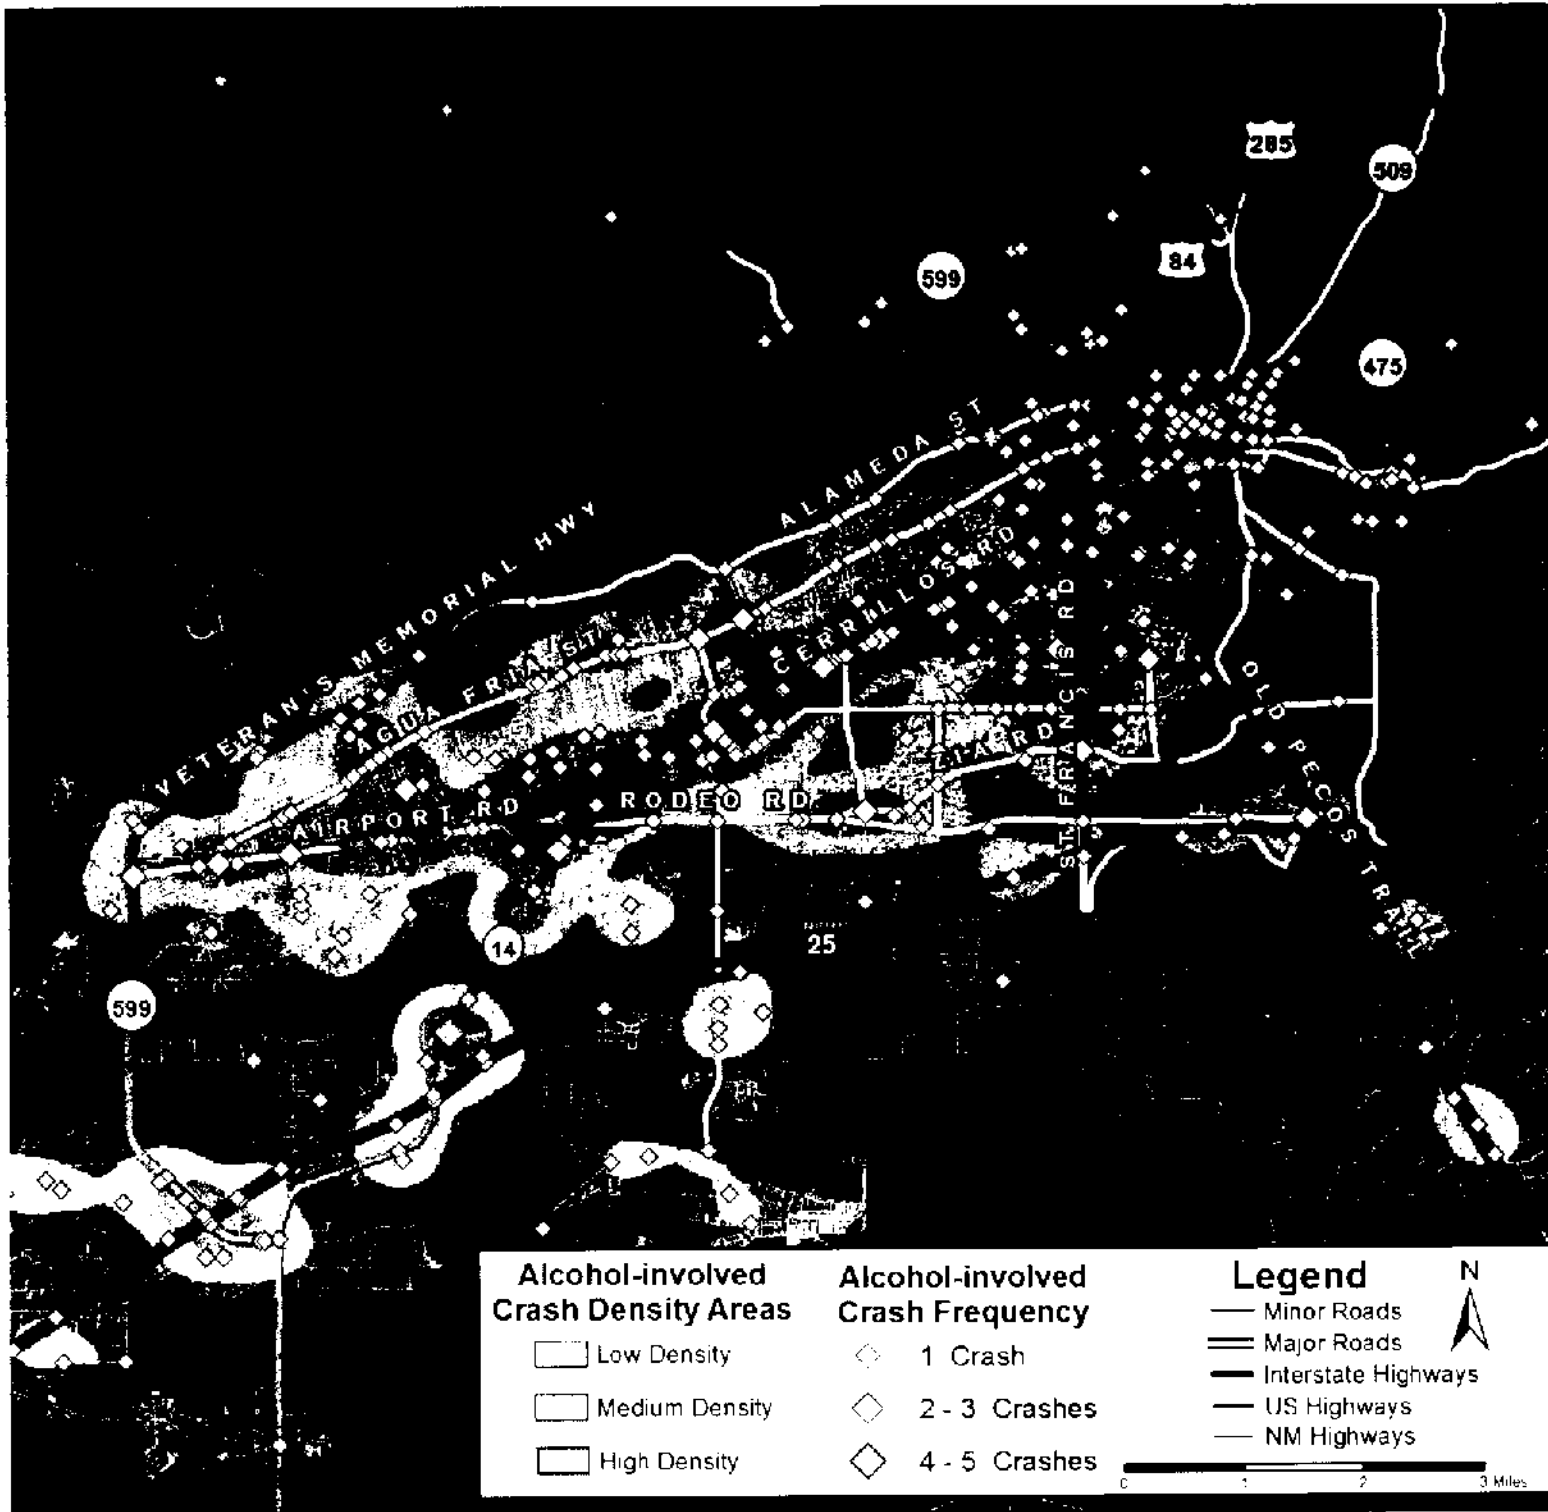 285
509
84
599
475
ALAMEDA ST
VETERAN'S MEMORIAL HWY
CERRILLOS RD
AGUA FRIA ST
ST FRANCIS RD
OLD PECOS TRAIL
ZIA RD
AIRPORT RD
RODEO RD
14
25
599
Alcohol-involved
Crash Density Areas
Low Density
Medium Density
High Density
Alcohol-involved
Crash Frequency
1 Crash
2 - 3 Crashes
4 - 5 Crashes
Legend
N
Minor Roads
Major Roads
Interstate Highways
US Highways
NM Highways
0 1 2 3 Miles